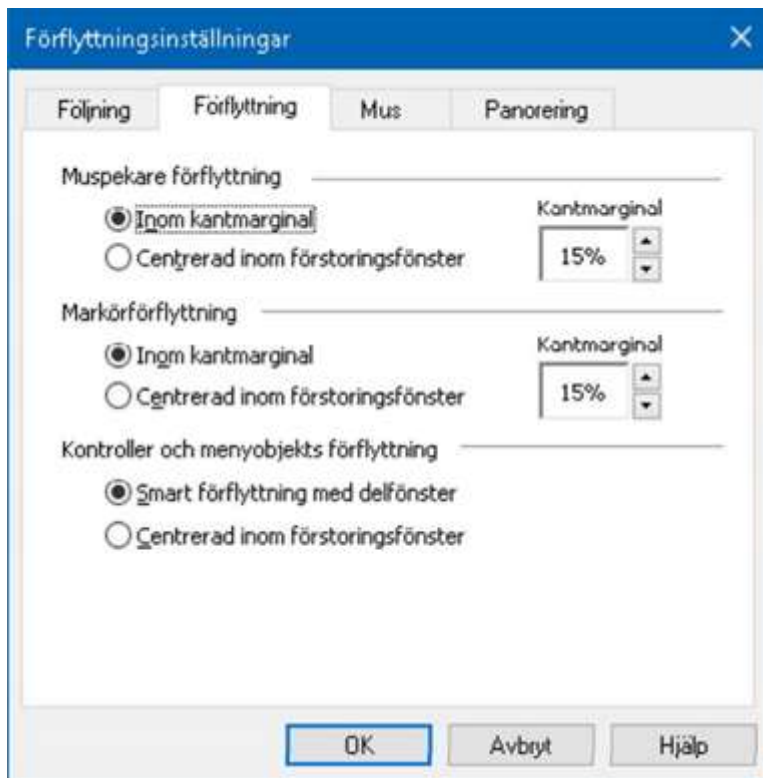 Förflyttningsinställningar
Följning Förflyttning Mus Panorering
Muspekare förflyttning
Inom kantmarginal
Kantmarginal
Centrerad inom förstoringsfönster
15%
Markörförflyttning
Inom kantmarginal
Kantmarginal
Centrerad inom förstoringsfönster
15%
Kontroller och menyobjekts förflyttning
Smart förflyttning med delfönster
Centrerad inom förstoringsfönster
OK Avbryt Hjälp